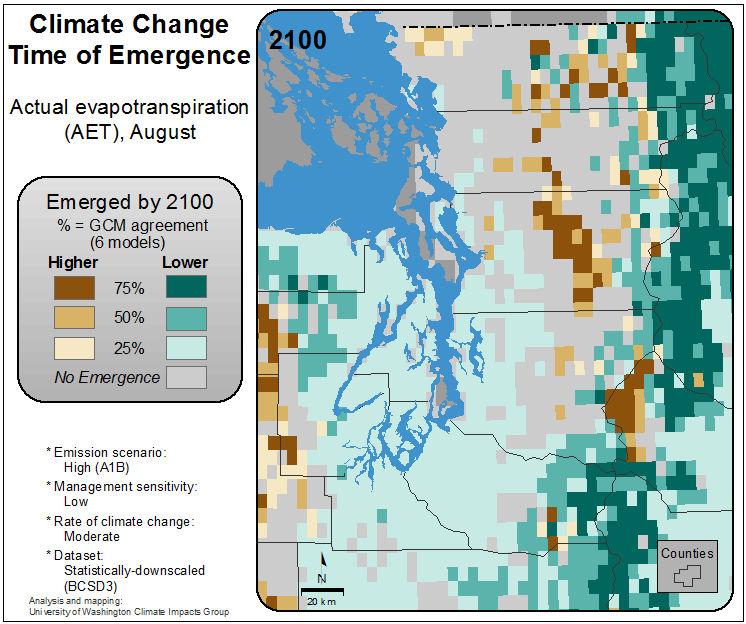 Climate Change
Time of Emergence
Actual evapotranspiration
(AET), August
Emerged by 2100
% = GCM agreement
(6 models)
Higher Lower
75%
50%
25%
No Emergence
* Emission scenario:
High (A1B)
* Management sensitivity:
Low
* Rate of climate change:
Moderate
* Dataset:
Statistically-downscaled
(BCSD3)
Analysis and mapping:
University of Washington Climate Impacts Group
2100
N
20 km
Counties